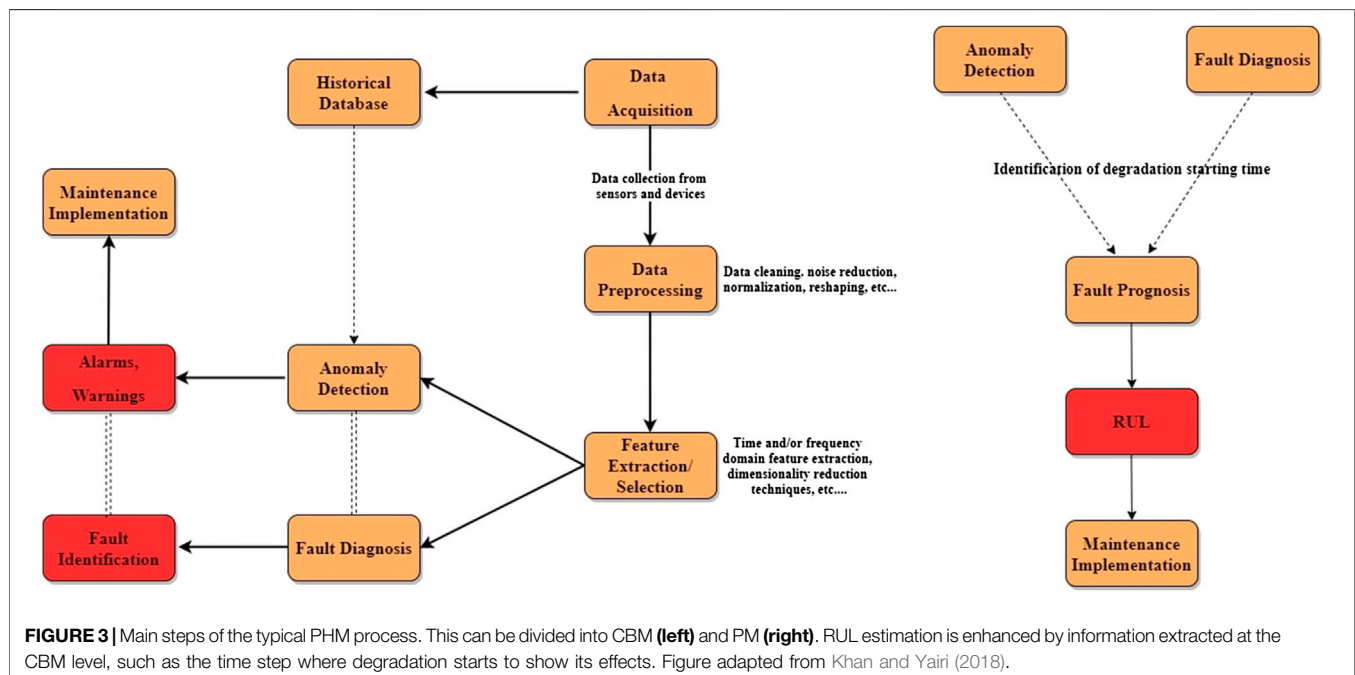 Historical
Database
Data
Acquisition
Anomaly
Detection
Fault Diagnosis
Data collection from
sensors and devices
Identification of degradation starting time
Maintenance
Implementation
Data
Preprocessing
Data cleaning. noise reduction,
normalization, reshaping, etc...
Fault Prognosis
Alarms,
Warnings
Anomaly
Detection
RUL
Feature
Extraction/
Selection
Time and/or frequency
domain feature extraction,
dimensionality reduction
techniques, etc....
Fault
Identification
Fault Diagnosis
Maintenance
Implementation
FIGURE 3 | Main steps of the typical PHM process. This can be divided into CBM (left) and PM (right). RUL estimation is enhanced by information extracted at the
CBM level, such as the time step where degradation starts to show its effects. Figure adapted from Khan and Yairi (2018).